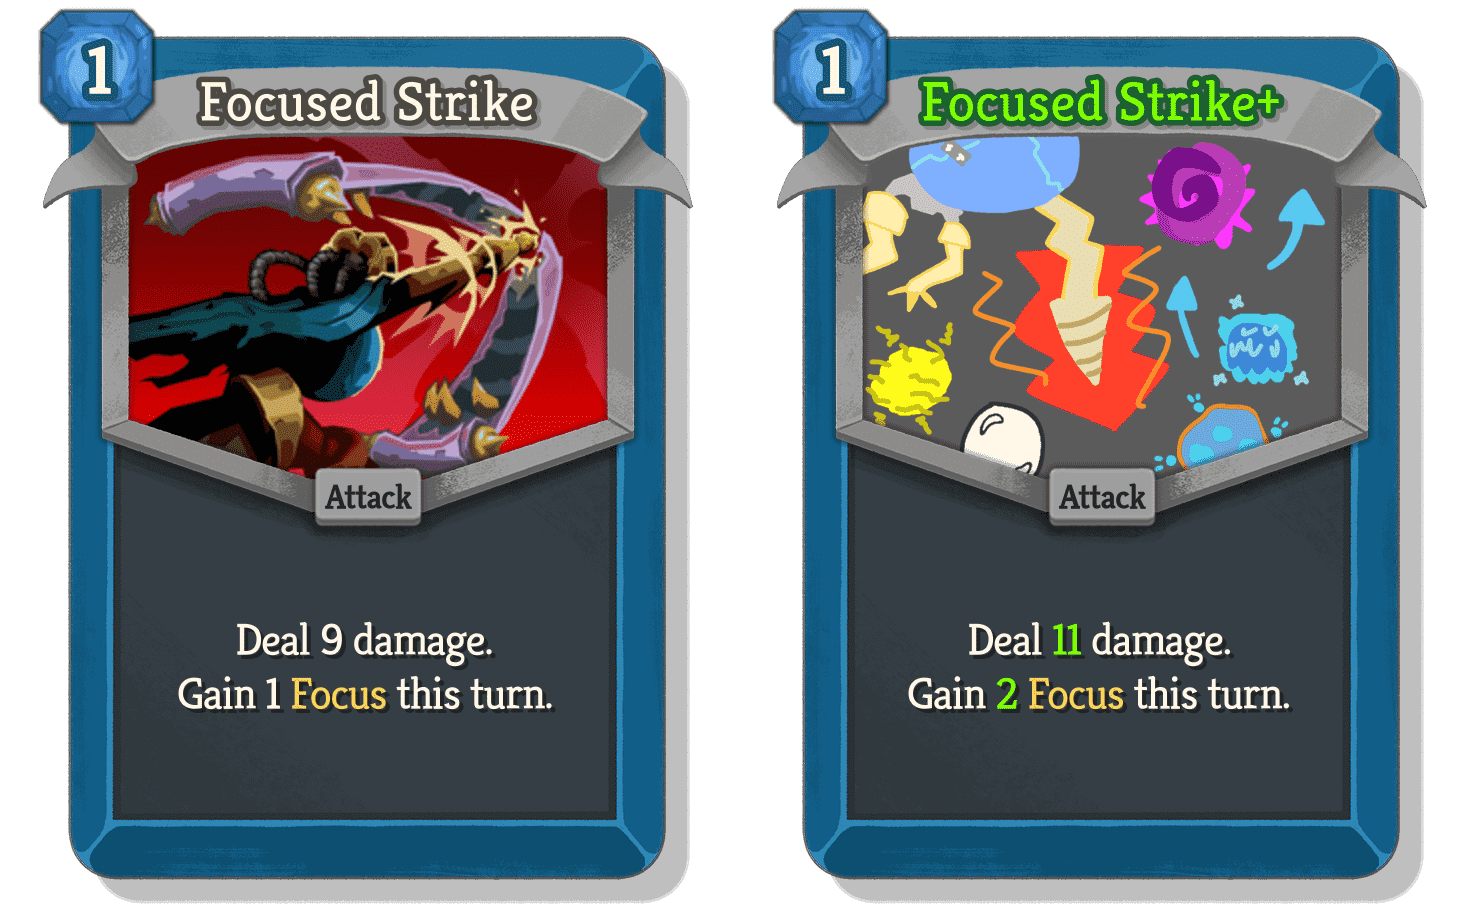 1
Focused Strike
Attack
Deal 9 damage.
Gain 1 Focus this turn.
1
Focused Strike+
Attack
Deal 11 damage.
Gain 2 Focus this turn.